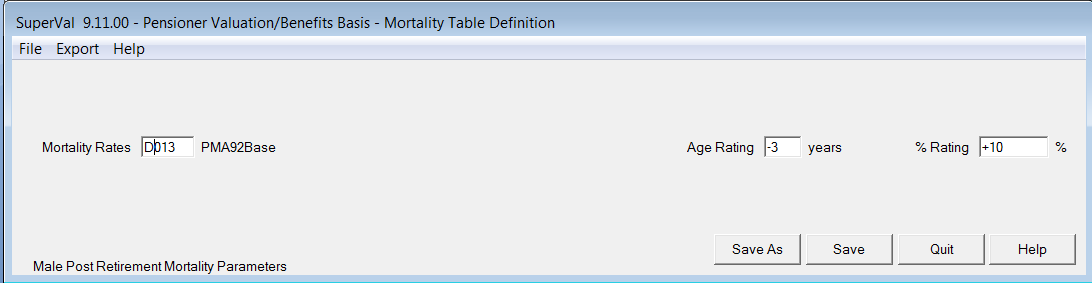 SuperVal 9.11.00 - Pensioner Valuation/Benefits Basis - Mortality Table Definition
File Export Help
Mortality Rates D013 PMA92Base Age Rating -3 years % Rating +10 %
Save As Save Quit Help
Male Post Retirement Mortality Parameters